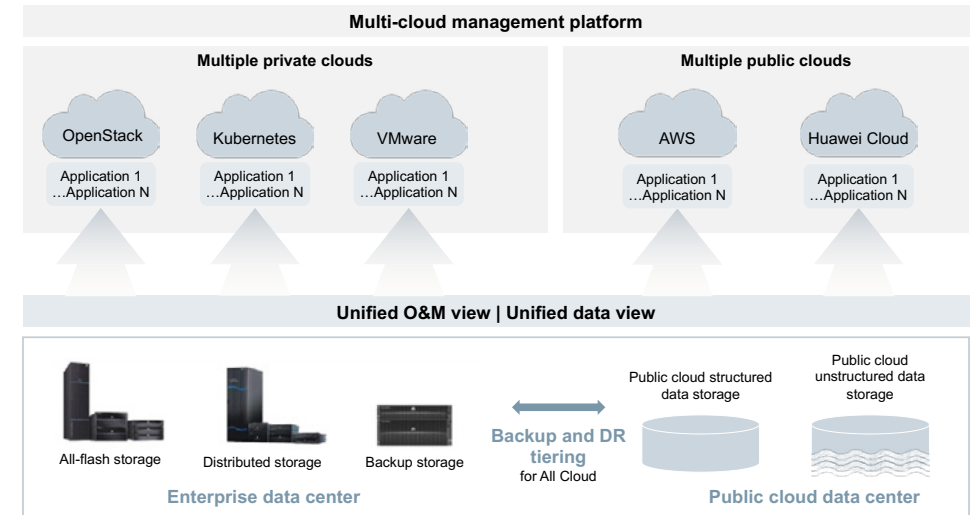 Multi-cloud management platform
Multiple private clouds
Multiple public clouds
OpenStack
Kubernetes
VMware
AWS
Huawei Cloud
Application 1
…Application N
Application 1
…Application N
Application 1
…Application N
Application 1
…Application N
Application 1
…Application N
Unified O&M view | Unified data view
All-flash storage
Distributed storage
Backup storage
Enterprise data center
Backup and DR
tiering
for All Cloud
Public cloud structured
data storage
Public cloud
unstructured data
storage
Public cloud data center